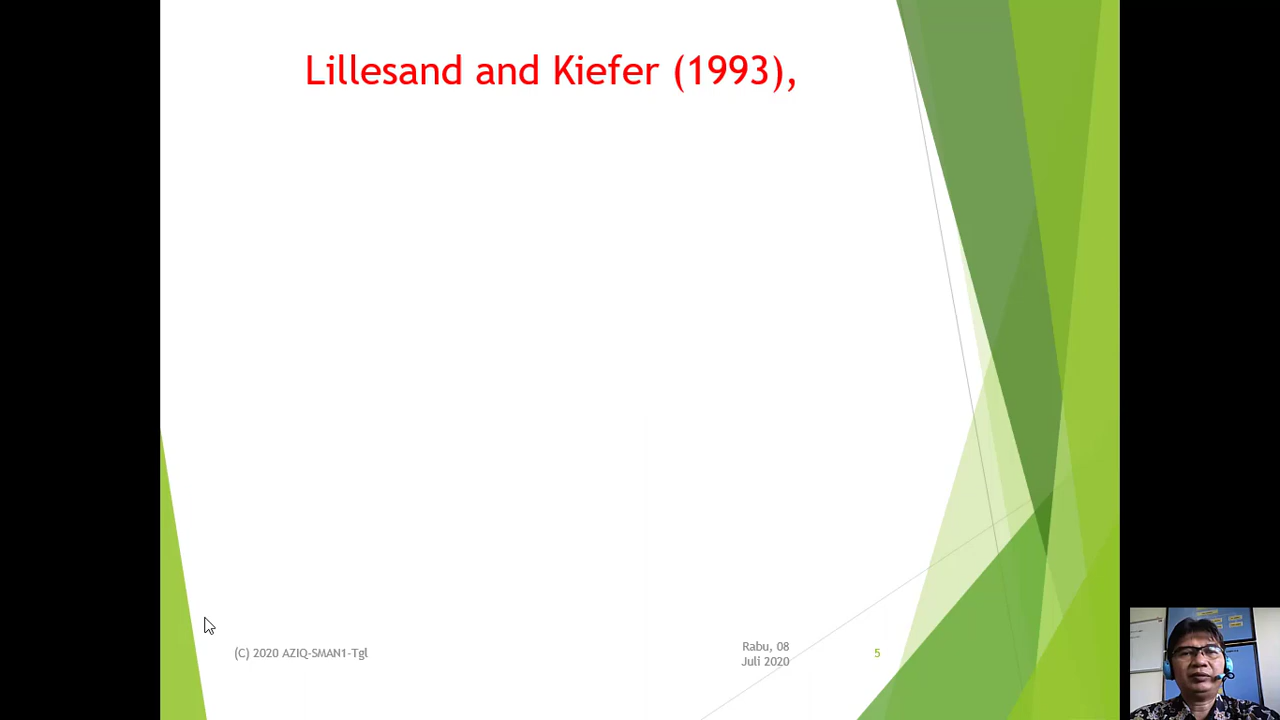 Lillesand and Kiefer (1993),
(C) 2020 AZIQ-SMAN1-Tgl
Rabu, 08
Juli 2020
5